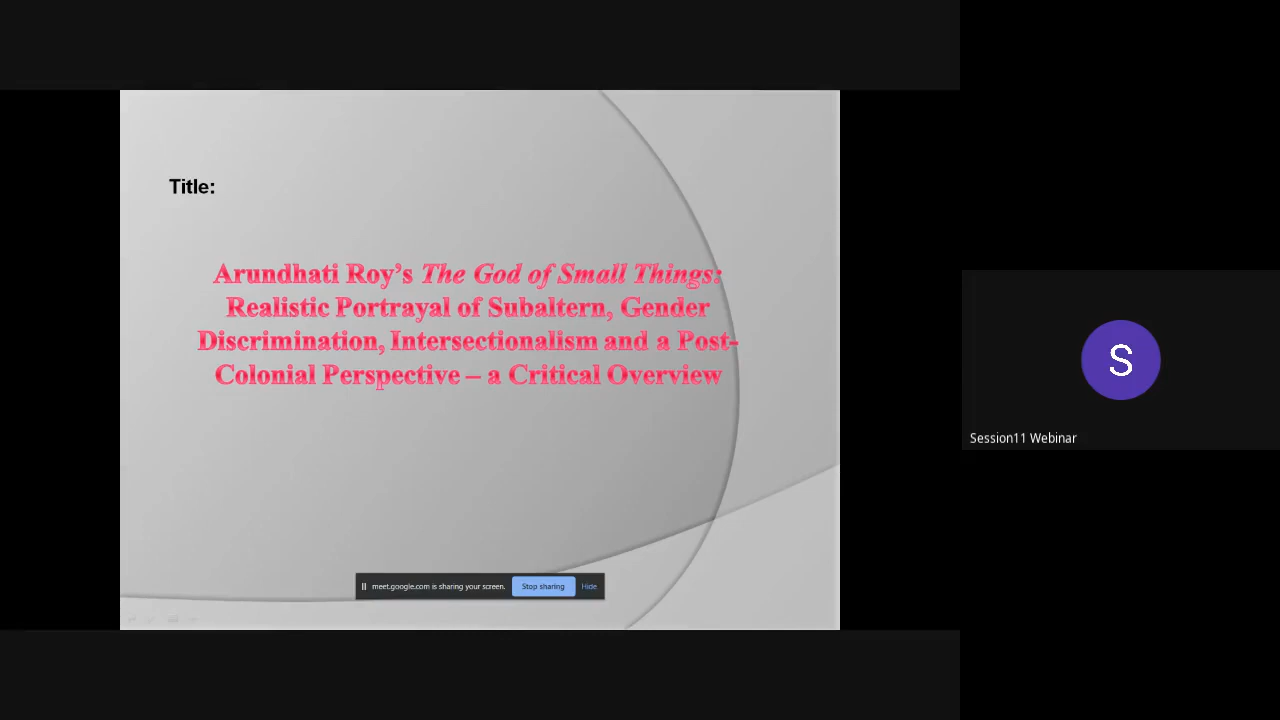 Title:
Arundhati Roy’s The God of Small Things:
Realistic Portrayal of Subaltern, Gender
Discrimination, Intersectionalism and a Post-
Colonial Perspective – a Critical Overview
meet.google.com is sharing your screen. Stop sharing Hide
S
Session11 Webinar